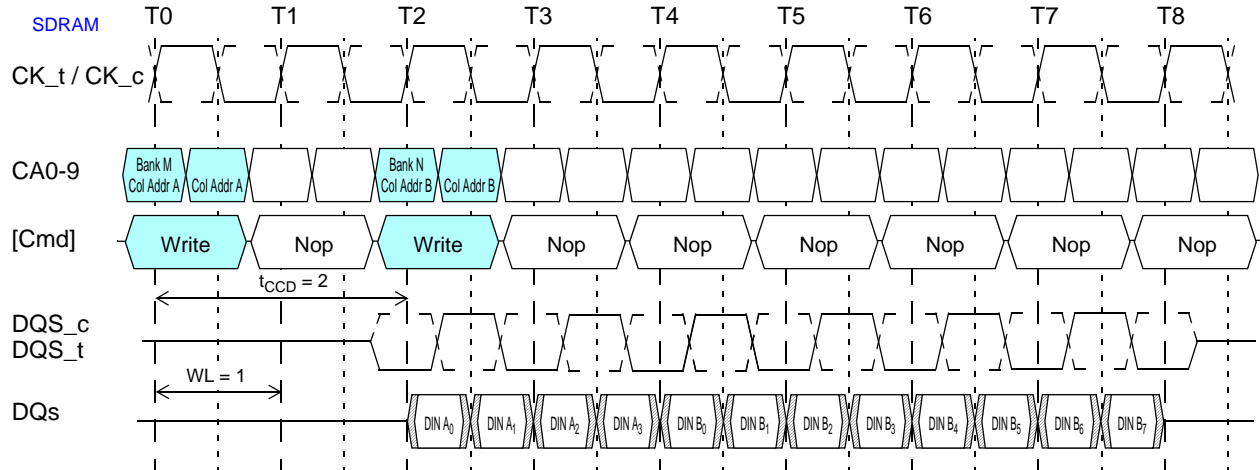 SDRAM
T0 T1 T2 T3 T4 T5 T6 T7 T8
CK_t / CK_c
CA0-9
Bank M
Col Addr A
Col Addr A
Bank N
Col Addr B
Col Addr B
[Cmd] Write Nop Write Nop Nop Nop Nop Nop Nop
tCCD = 2
DQS_c
DQS_t
WL = 1
DQs DIN A0 DIN A1 DIN A2 DIN A3 DIN B0 DIN B1 DIN B2 DIN B3 DIN B4 DIN B5 DIN B6 DIN B7